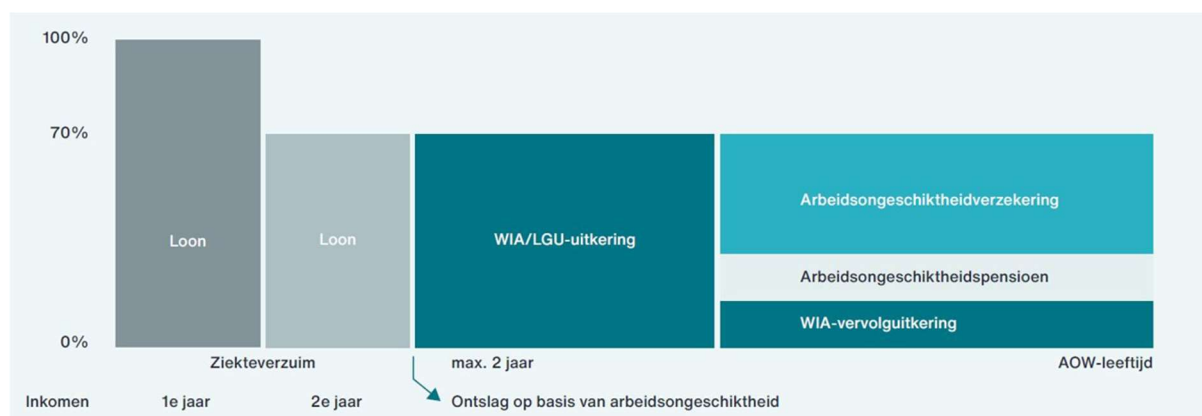 100%
70%
Loon
Loon
WIA/LGU-uitkering
Arbeidsongeschiktheidverzekering
Arbeidsongeschiktheidspensioen
WIA-vervolguitkering
0%
Ziekteverzuim
max. 2 jaar
AOW-leeftijd
Inkomen
1e jaar
2e jaar
Ontslag op basis van arbeidsongeschiktheid